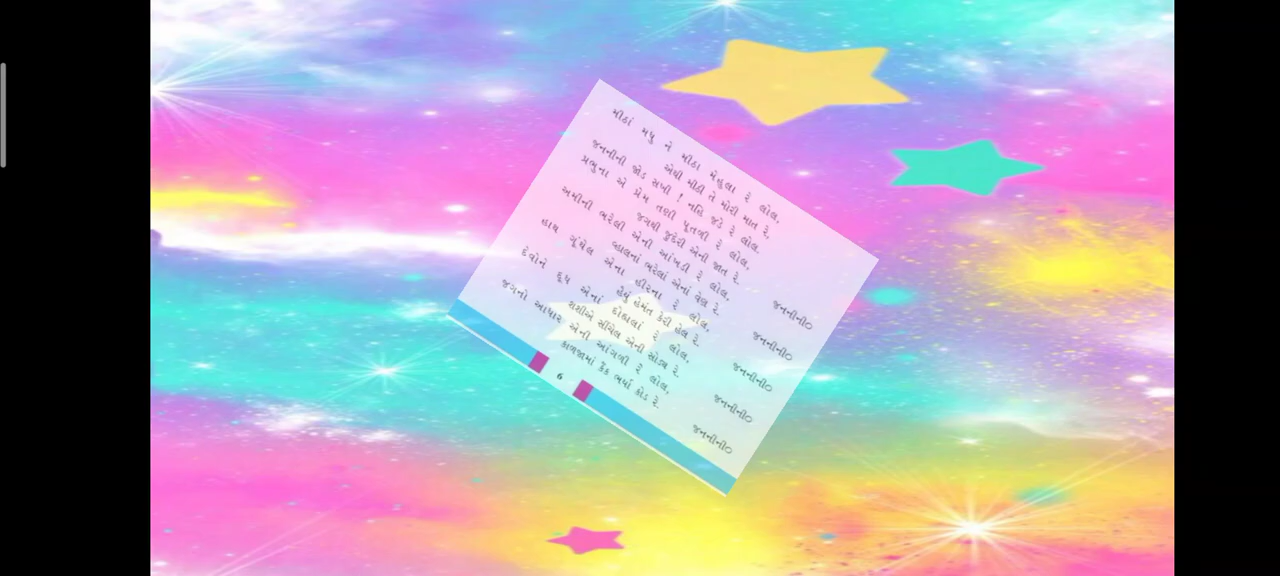 મીઠાં મધુ ને મીઠા મેહુલા રે લોલ,
એથી મીઠી તે મોરી માત રે,
જનનીની જોડ સખી ! નહિ જડે રે લોલ.
પ્રભુના એ પ્રેમ તણી પૂતળી રે લોલ,
જગથી જુદેરી એની જાત રે. જનનીની૦
અમીની ભરેલી એની આંખડી રે લોલ,
વ્હાલનાં ભરેલાં એનાં વેણ રે. જનનીની૦
હાથ ગૂંથેલ એના હીરના રે લોલ,
હૈયું હેમંત કેરી હેલ રે. જનનીની૦
દેવોને દૂધ એનાં દોહ્યલાં રે લોલ,
શશીએ સીંચેલ એની સોડ્ય રે. જનનીની૦
જગનો આધાર એની આંગળી રે લોલ,
કાળજામાં કૈંક ભર્યા કોડ રે. જનનીની૦
6